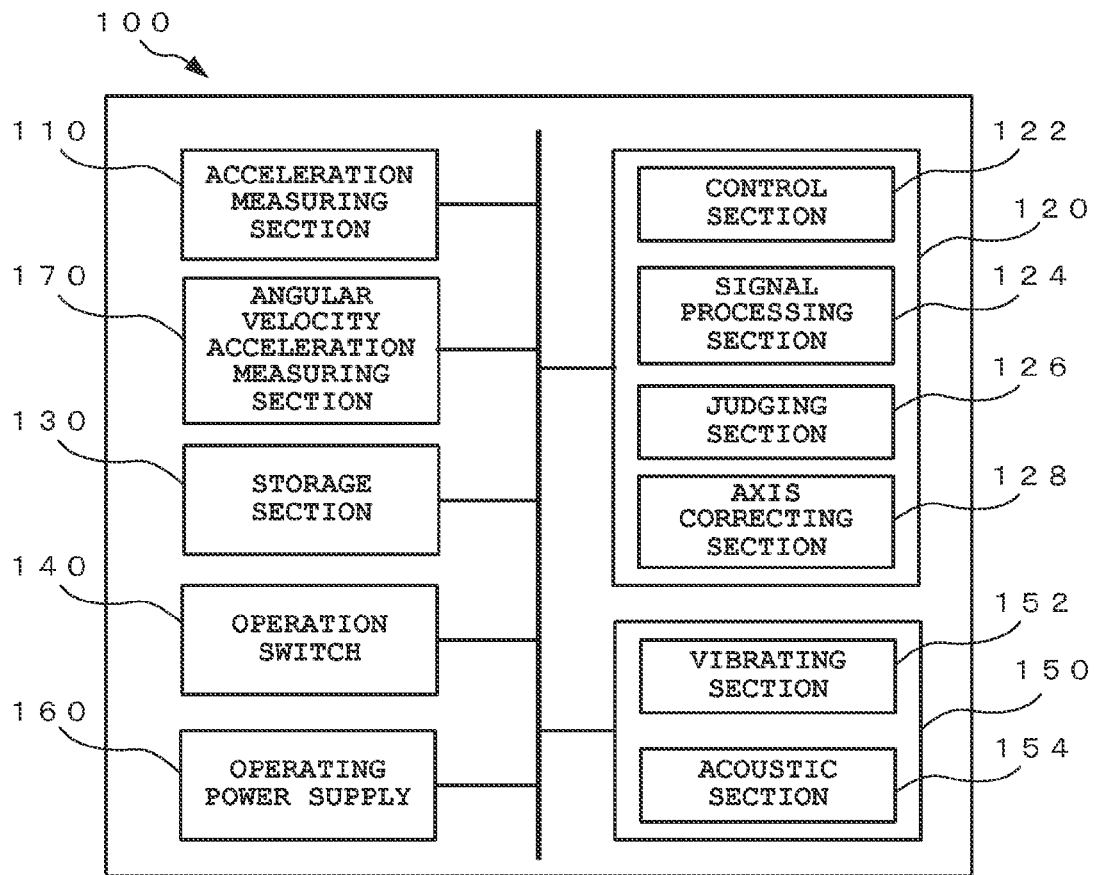 １００
１１０
ACCELERATION
MEASURING
SECTION
１７０
ANGULAR
VELOCITY
ACCELERATION
MEASURING
SECTION
１３０
STORAGE
SECTION
１４０
OPERATION
SWITCH
１６０
OPERATING
POWER SUPPLY
１２２
CONTROL
SECTION
１２０
SIGNAL
PROCESSING
SECTION
１２４
JUDGING
SECTION
１２６
AXIS
CORRECTING
SECTION
１２８
VIBRATING
SECTION
１５２
１５０
ACOUSTIC
SECTION
１５４